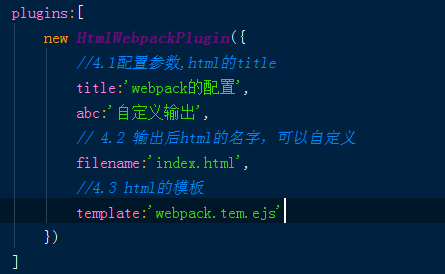 plugins:[
new HtmlWebpackPlugin({
//4.1配置参数,html的title
title:'webpack的配置',
abc:'自定义输出',
// 4.2 输出后html的名字，可以自定义
filename:'index.html',
//4.3 html的模板
template:'webpack.tem.ejs'
})
]